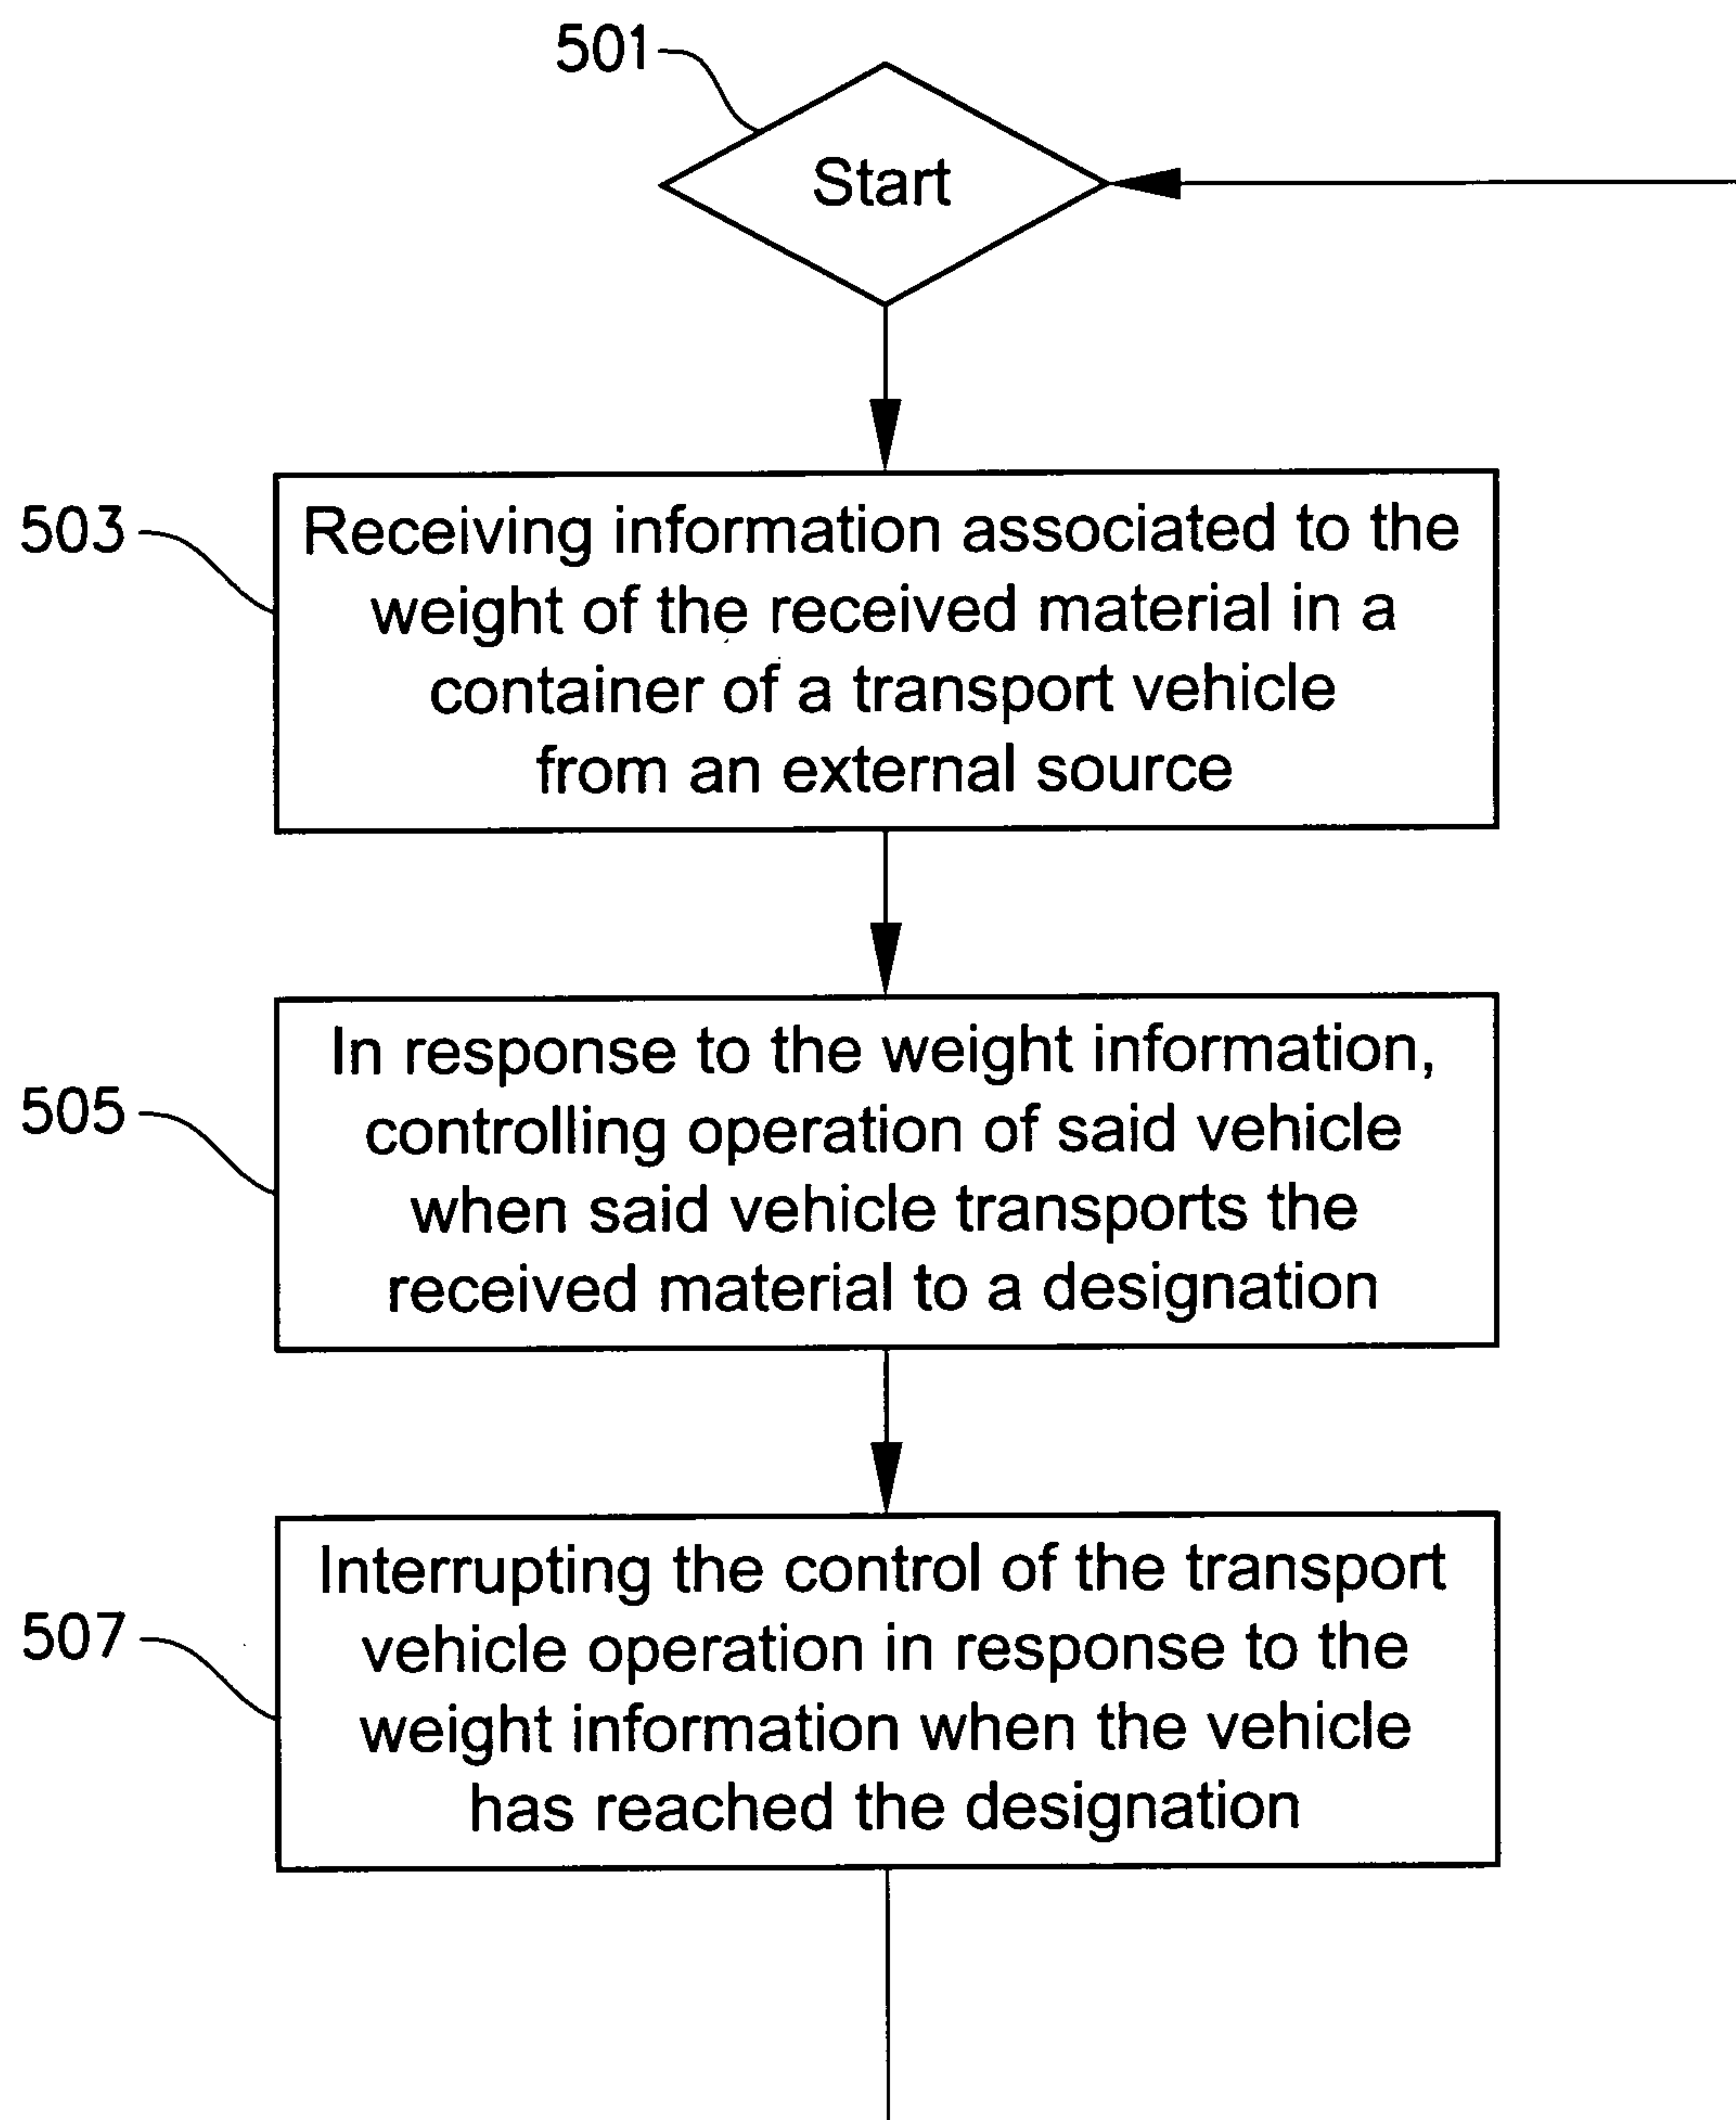 501
Start
503
Receiving information associated to the
weight of the received material in a
container of a transport vehicle
from an external source
505
In response to the weight information,
controlling operation of said vehicle
when said vehicle transports the
received material to a designation
507
Interrupting the control of the transport
vehicle operation in response to the
weight information when the vehicle
has reached the designation